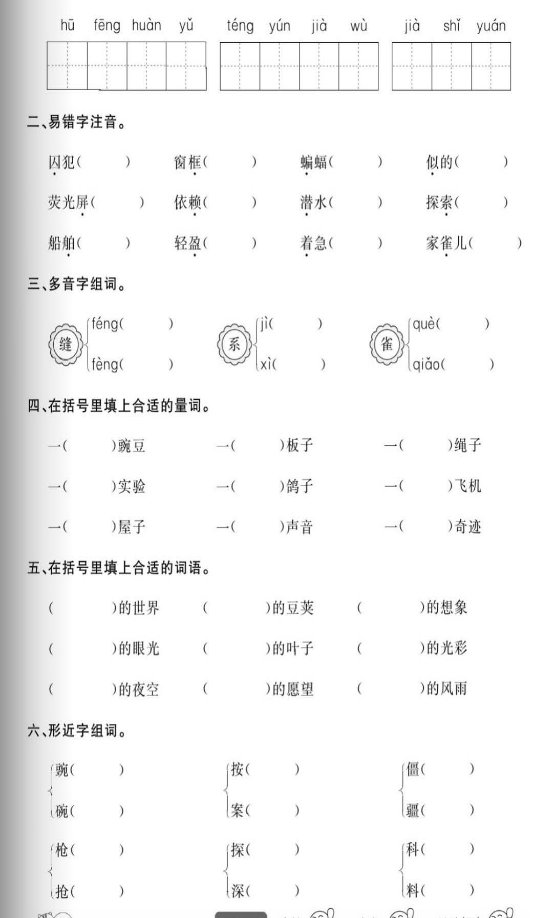 hū fēng huàn yǔ téng yún jià wù jià shǐ yuán
二、易错字注音。
囚犯( ) 窗框( ) 蝙蝠( ) 似的( )
荧光屏( ) 依赖( ) 潜水( ) 探索( )
船舶( ) 轻盈( ) 着急( ) 家雀儿( )
三、多音字组词。
缝 féng( ) fèng( ) 系 jì( ) xì( ) 雀 què( ) qiǎo( )
四、在括号里填上合适的量词。
一( )豌豆 一( )板子 一( )绳子
一( )实验 一( )鸽子 一( )飞机
一( )屋子 一( )声音 一( )奇迹
五、在括号里填上合适的词语。
( )的世界 ( )的豆荚 ( )的想象
( )的眼光 ( )的叶子 ( )的光彩
( )的夜空 ( )的愿望 ( )的风雨
六、形近字组词。
豌( ) 按( ) 僵( )
碗( ) 案( ) 疆( )
枪( ) 探( ) 科( )
抢( ) 深( ) 料( )